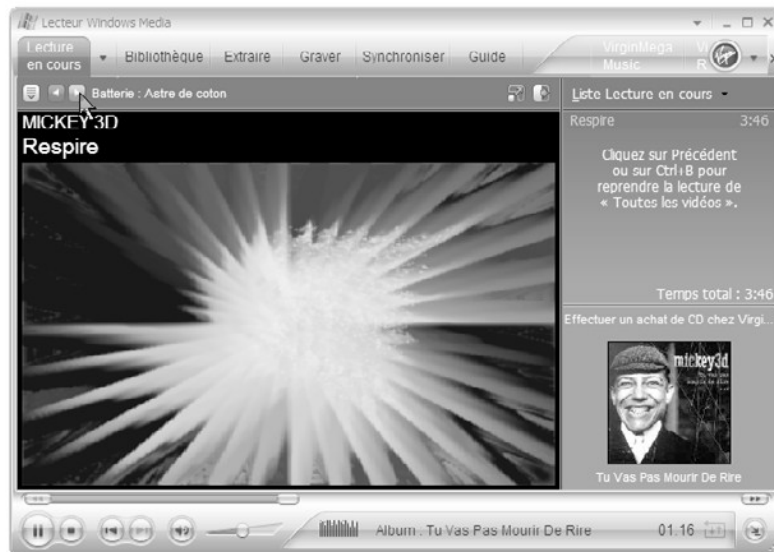 Lecteur Windows Media
Lecture en cours
Bibliothèque
Extraire
Graver
Synchroniser
Guide
VirginMega Music
Batterie : Astre de coton
Liste Lecture en cours
MICKEY 3D
Respire
Respire 3:46
Cliquez sur Précédent
ou sur Ctrl+B pour
reprendre la lecture de
« Toutes les vidéos ».
Temps total : 3:46
Effectuer un achat de CD chez Virgi...
mickey3d
Tu Vas Pas Mourir De Rire
Album : Tu Vas Pas Mourir De Rire
01:16